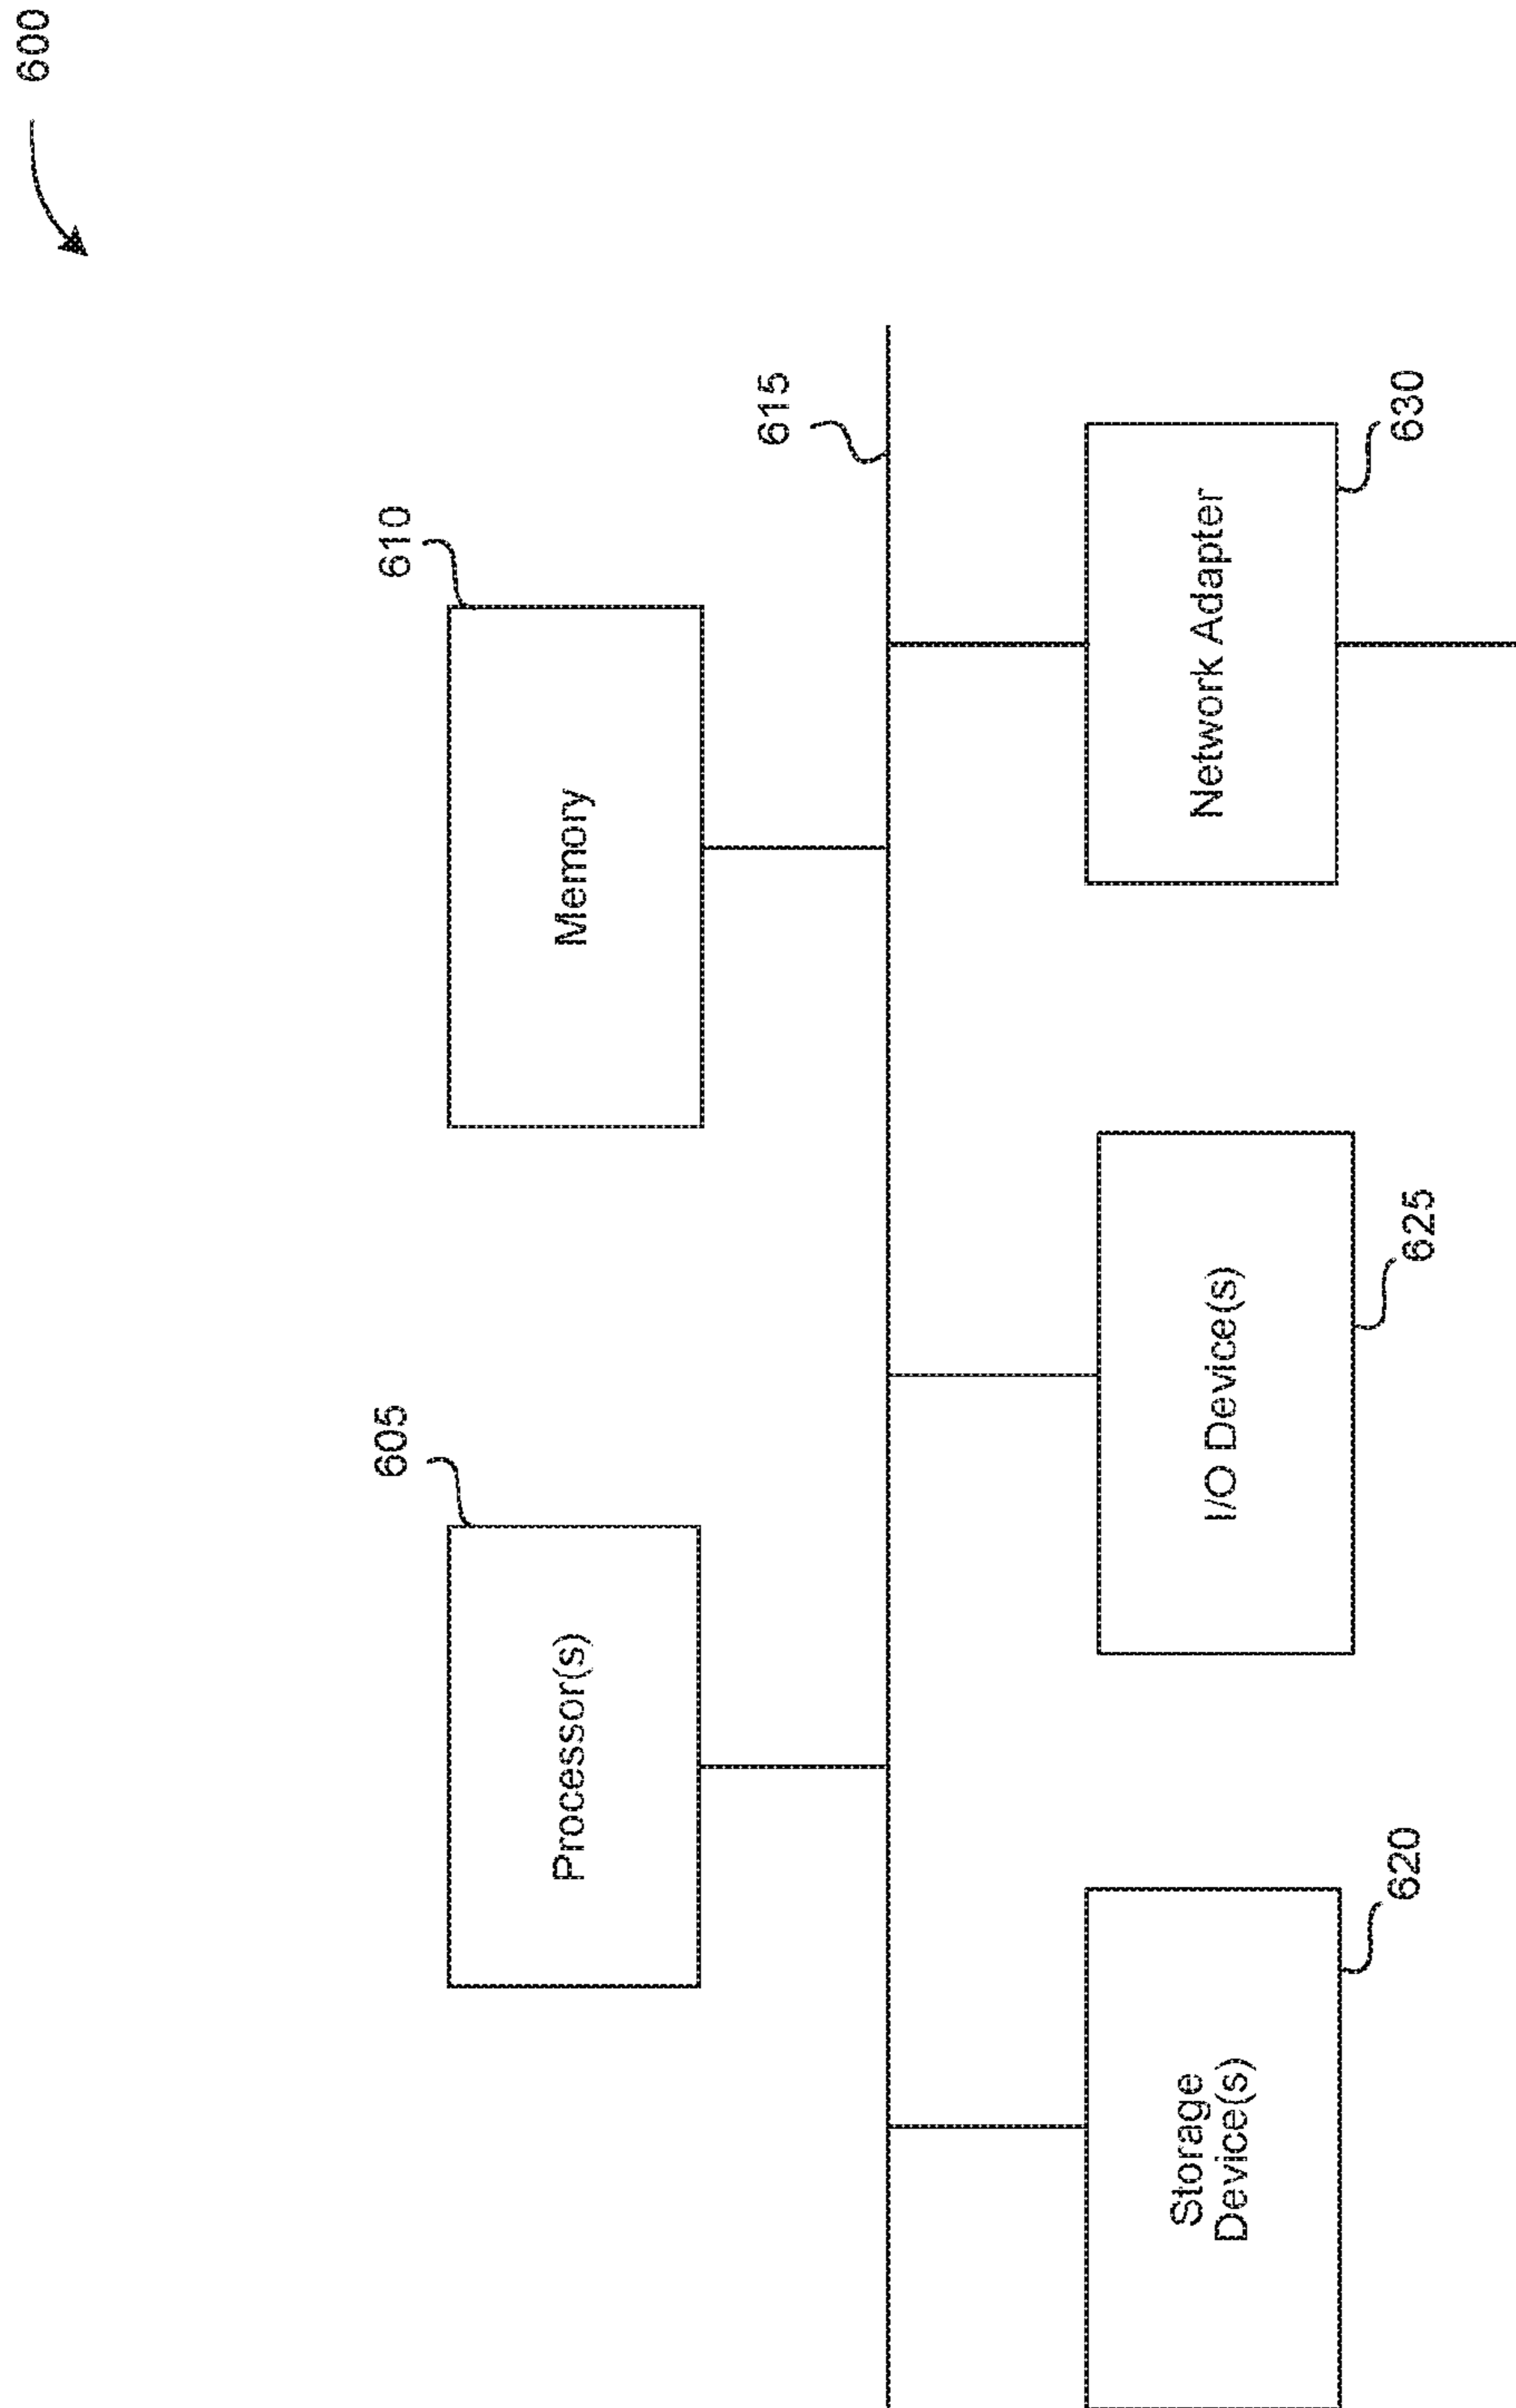 600
605
Processor(s)
610
Memory
615
Storage
Device(s)
620
I/O Device(s)
625
Network Adapter
630